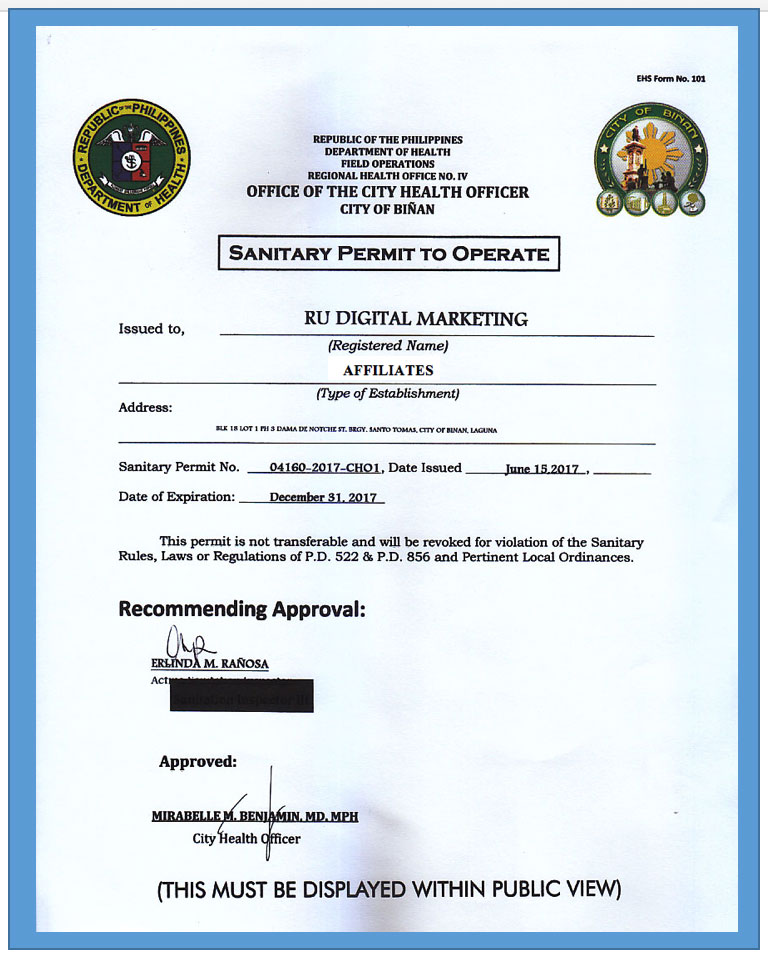 EHS Form No. 101
REPUBLIC OF THE PHILIPPINES
DEPARTMENT OF HEALTH
CITY OF BIÑAN
REPUBLIC OF THE PHILIPPINES
DEPARTMENT OF HEALTH
FIELD OPERATIONS
REGIONAL HEALTH OFFICE NO. IV
OFFICE OF THE CITY HEALTH OFFICER
CITY OF BIÑAN
SANITARY PERMIT TO OPERATE
Issued to, RU DIGITAL MARKETING
(Registered Name)
AFFILIATES
(Type of Establishment)
Address:
BLK 18 LOT 1 PH 3 DAMA DE NOTCHE ST. BRGY. SANTO TOMAS, CITY OF BINAN, LAGUNA
Sanitary Permit No. 04160-2017-CHO1, Date Issued June 15,2017 ,
Date of Expiration: December 31, 2017
This permit is not transferable and will be revoked for violation of the Sanitary
Rules, Laws or Regulations of P.D. 522 & P.D. 856 and Pertinent Local Ordinances.
Recommending Approval:
ERLINDA M. RAÑOSA
Approved:
MIRABELLE M. BENJAMIN, MD, MPH
City Health Officer
(THIS MUST BE DISPLAYED WITHIN PUBLIC VIEW)